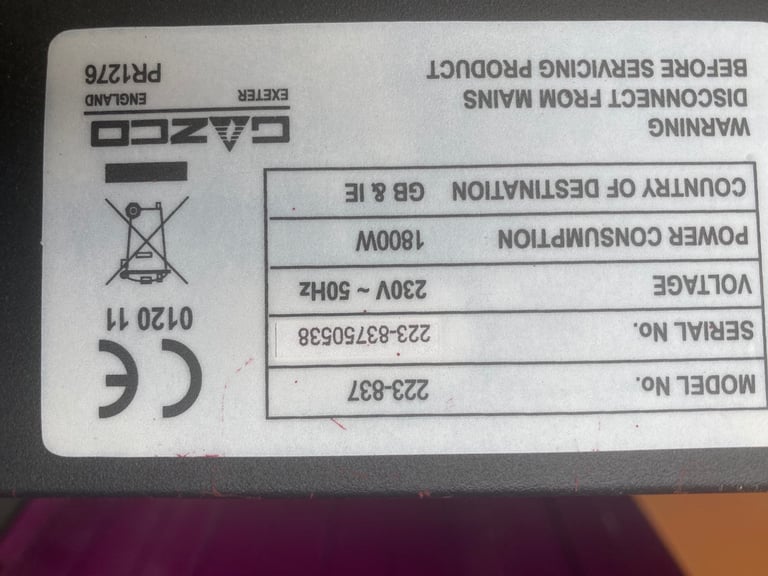 MODEL No. 223-837
SERIAL No. 223-83750538
VOLTAGE 230V ~ 50Hz
POWER CONSUMPTION 1800W
COUNTRY OF DESTINATION GB & IE
WARNING
DISCONNECT FROM MAINS
BEFORE SERVICING PRODUCT
CE
0120 11
GAZCO
EXETER ENGLAND
PR1276